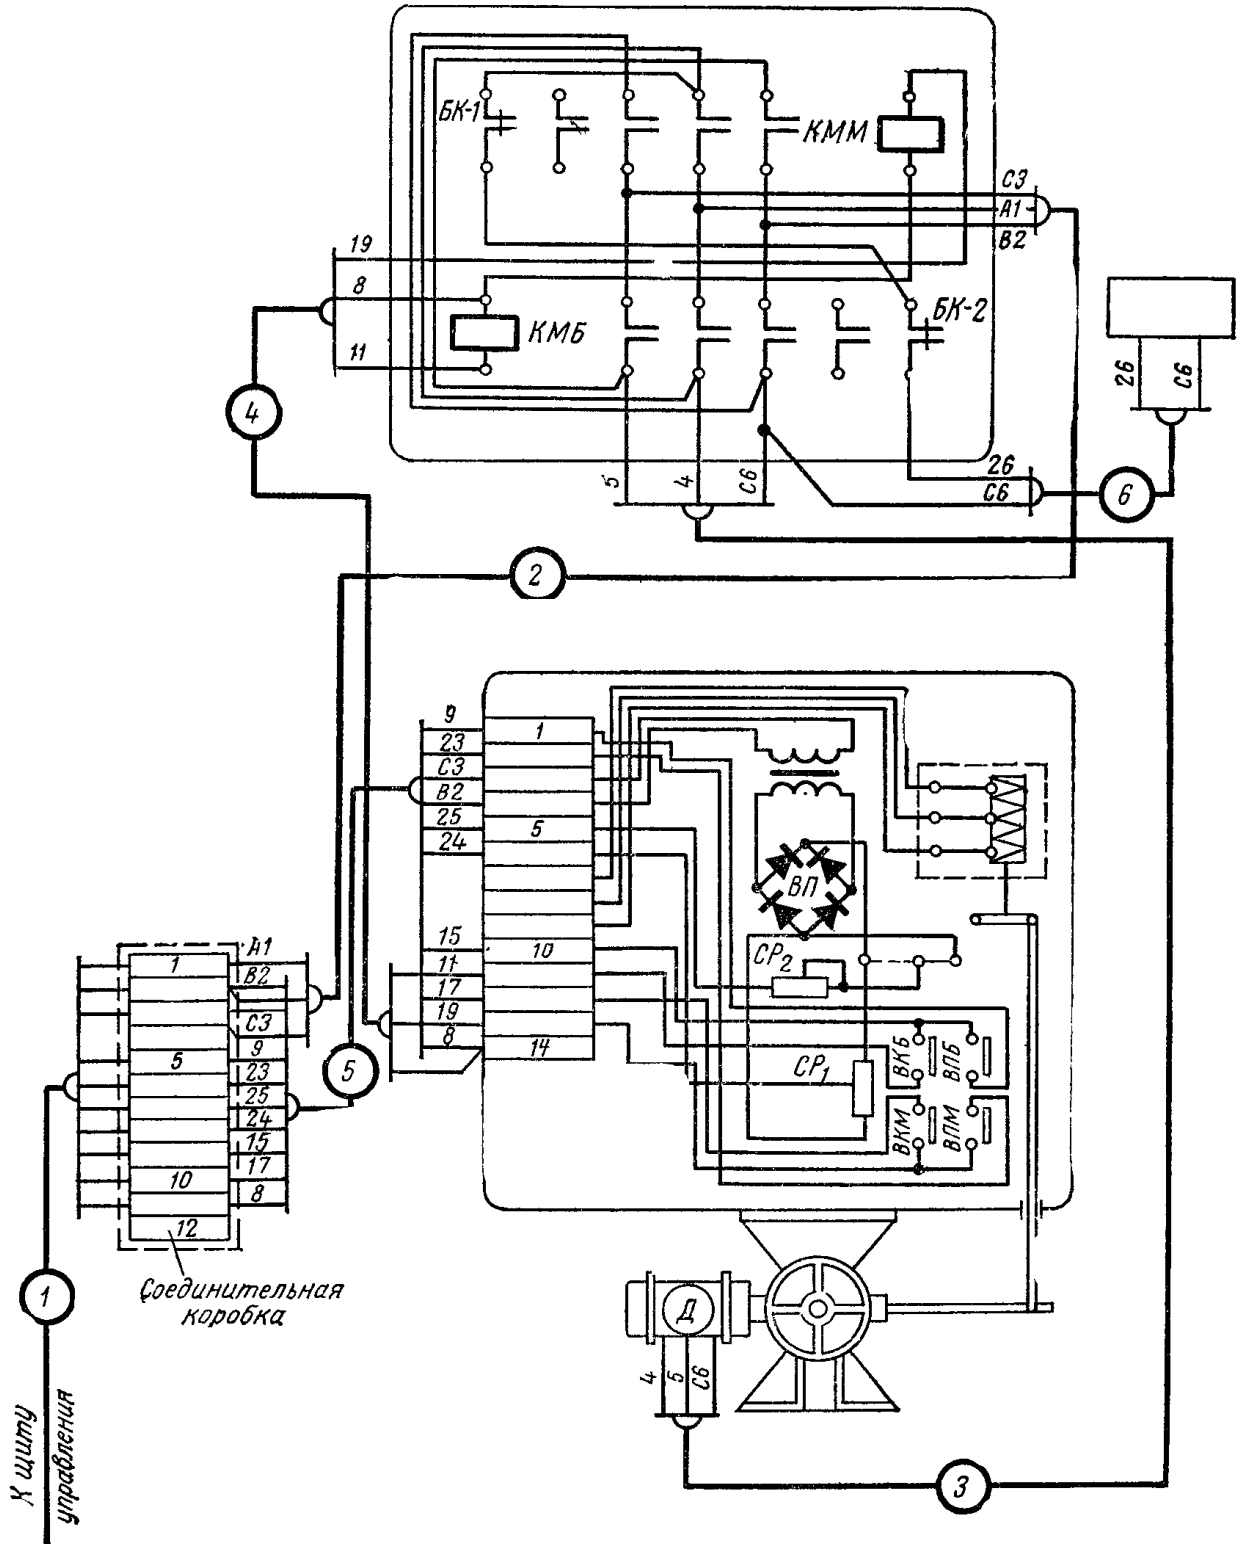 БК-1
КММ
С3
А1
В2
19
8
11
КМБ
БК-2
26
С6
4
5
4
С6
26
С6
6
2
9
23
С3
В2
25
24
15
11
17
19
8
1
5
10
14
ВП
СР2
СР1
ВКБ
ВПБ
ВКМ
ВПМ
А1
В2
С3
9
23
25
24
15
17
8
1
5
10
12
5
Соединительная
коробка
1
К щиту
управления
Д
4
5
С6
3